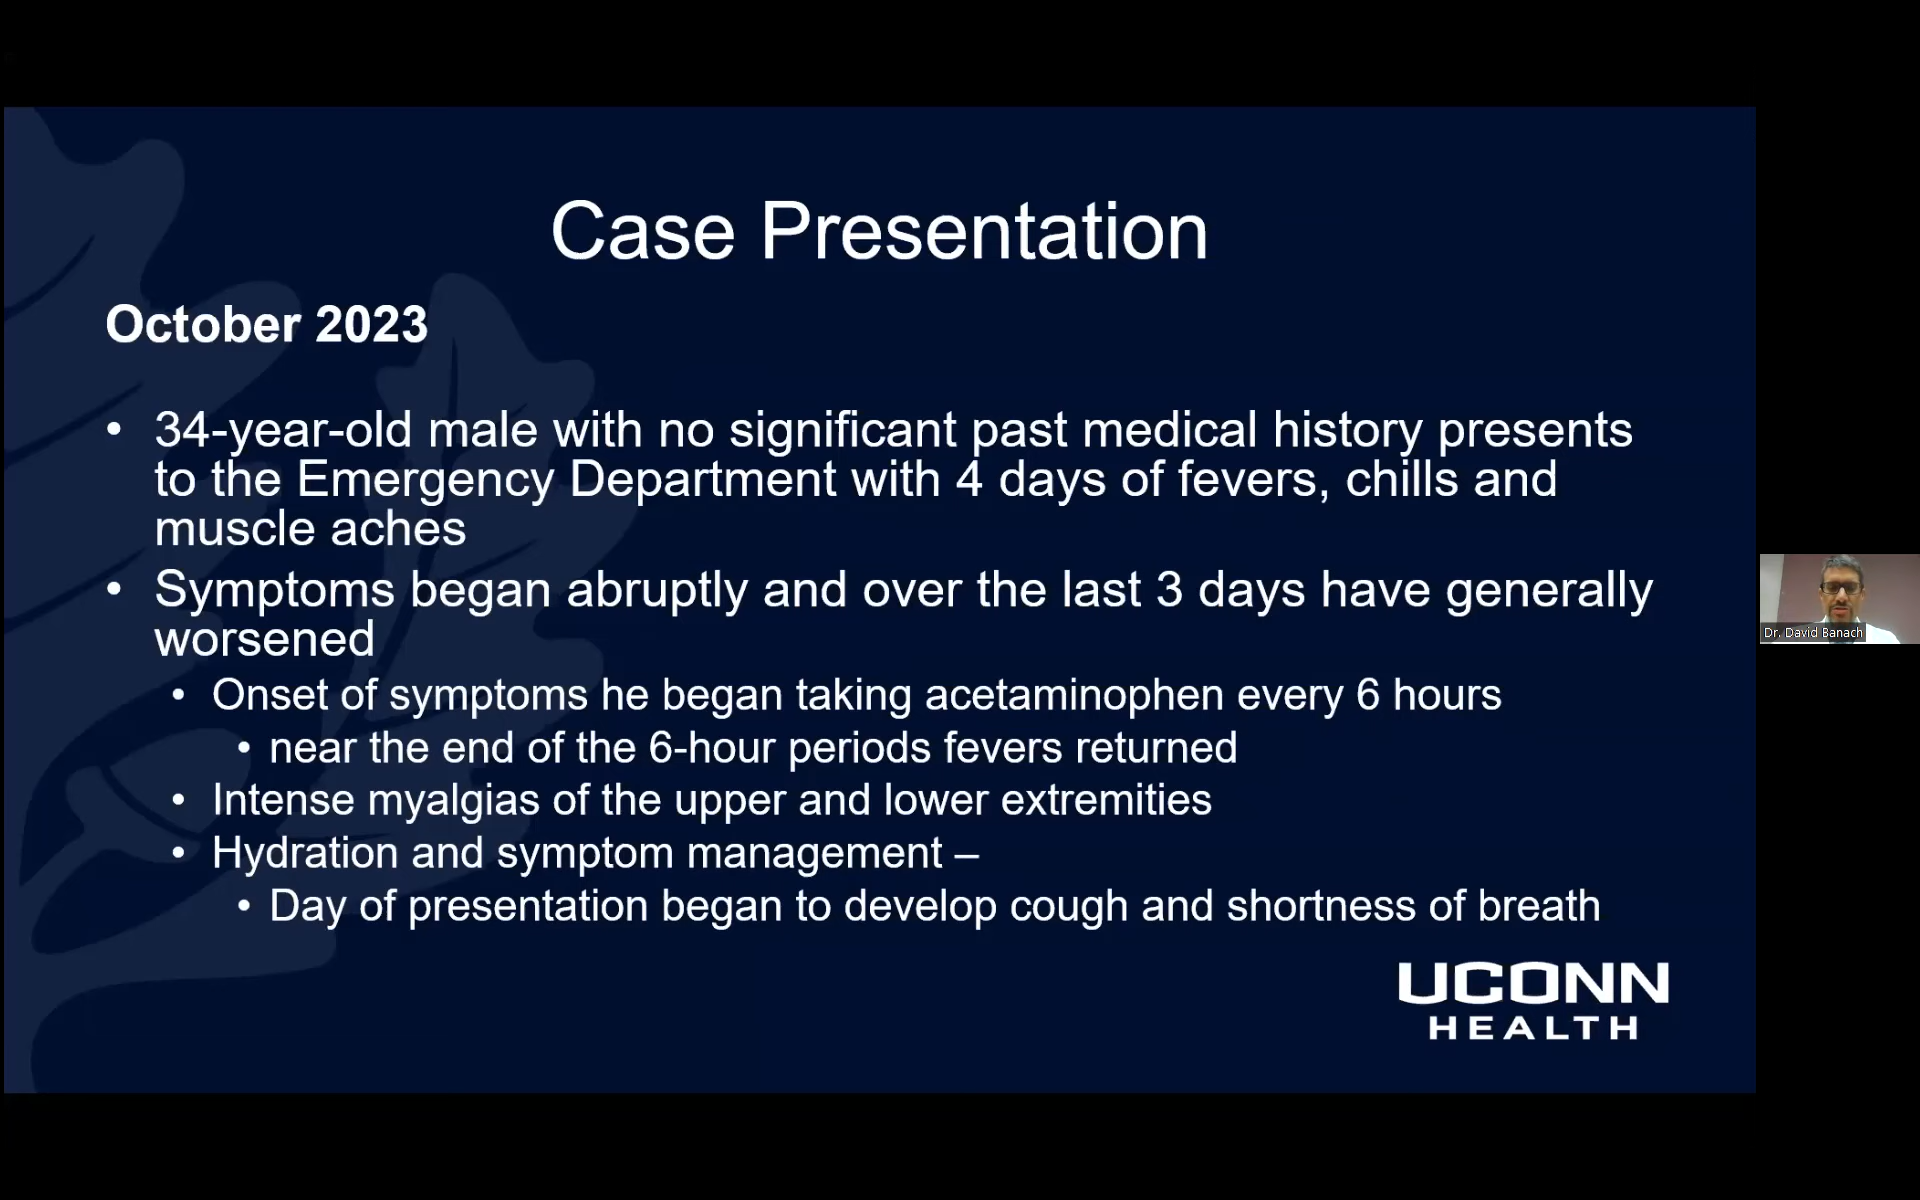 Case Presentation
October 2023
• 34-year-old male with no significant past medical history presents
to the Emergency Department with 4 days of fevers, chills and
muscle aches
• Symptoms began abruptly and over the last 3 days have generally
worsened
• Onset of symptoms he began taking acetaminophen every 6 hours
• near the end of the 6-hour periods fevers returned
• Intense myalgias of the upper and lower extremities
• Hydration and symptom management –
• Day of presentation began to develop cough and shortness of breath
UCONN
HEALTH
Dr. David Banach